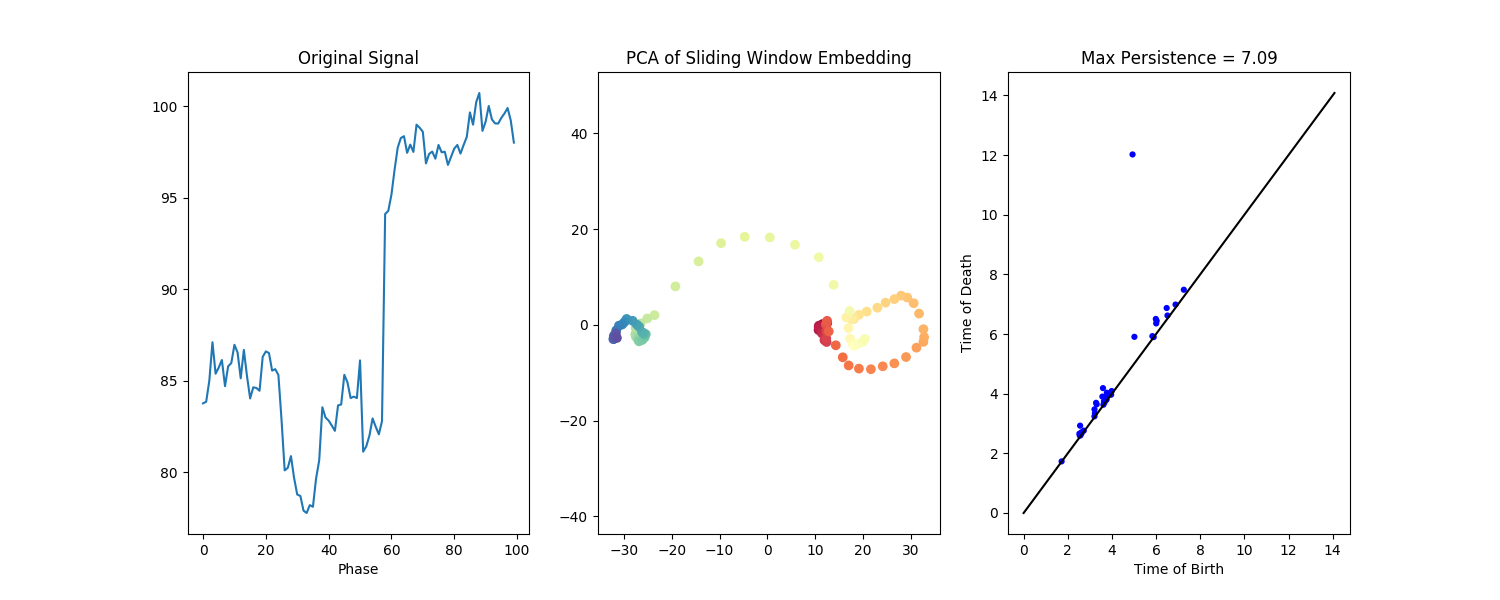 Original Signal
100
95
90
85
80
0 20 40 60 80 100
Phase
PCA of Sliding Window Embedding
40
20
0
−20
−40
−30 −20 −10 0 10 20 30
Max Persistence = 7.09
Time of Death
14
12
10
8
6
4
2
0
0 2 4 6 8 10 12 14
Time of Birth